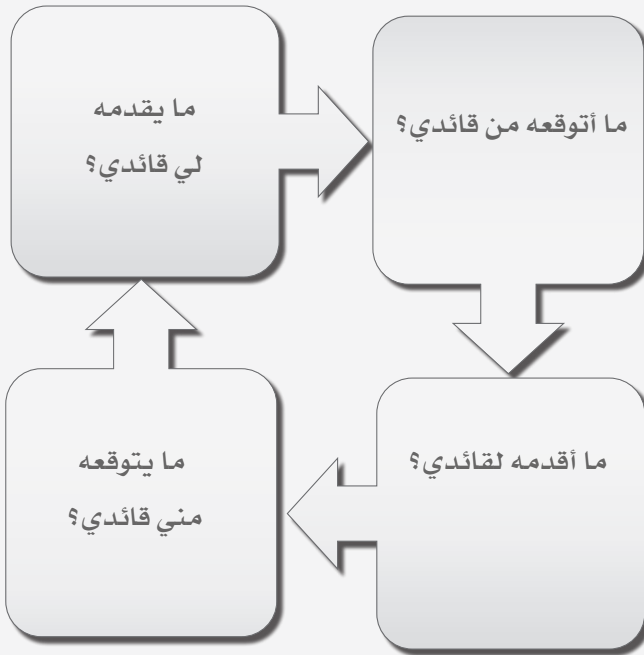 ما أتوقعه من قائدي؟
ما يقدمه
لي قائدي؟
ما أقدمه لقائدي؟
ما يتوقعه
مني قائدي؟